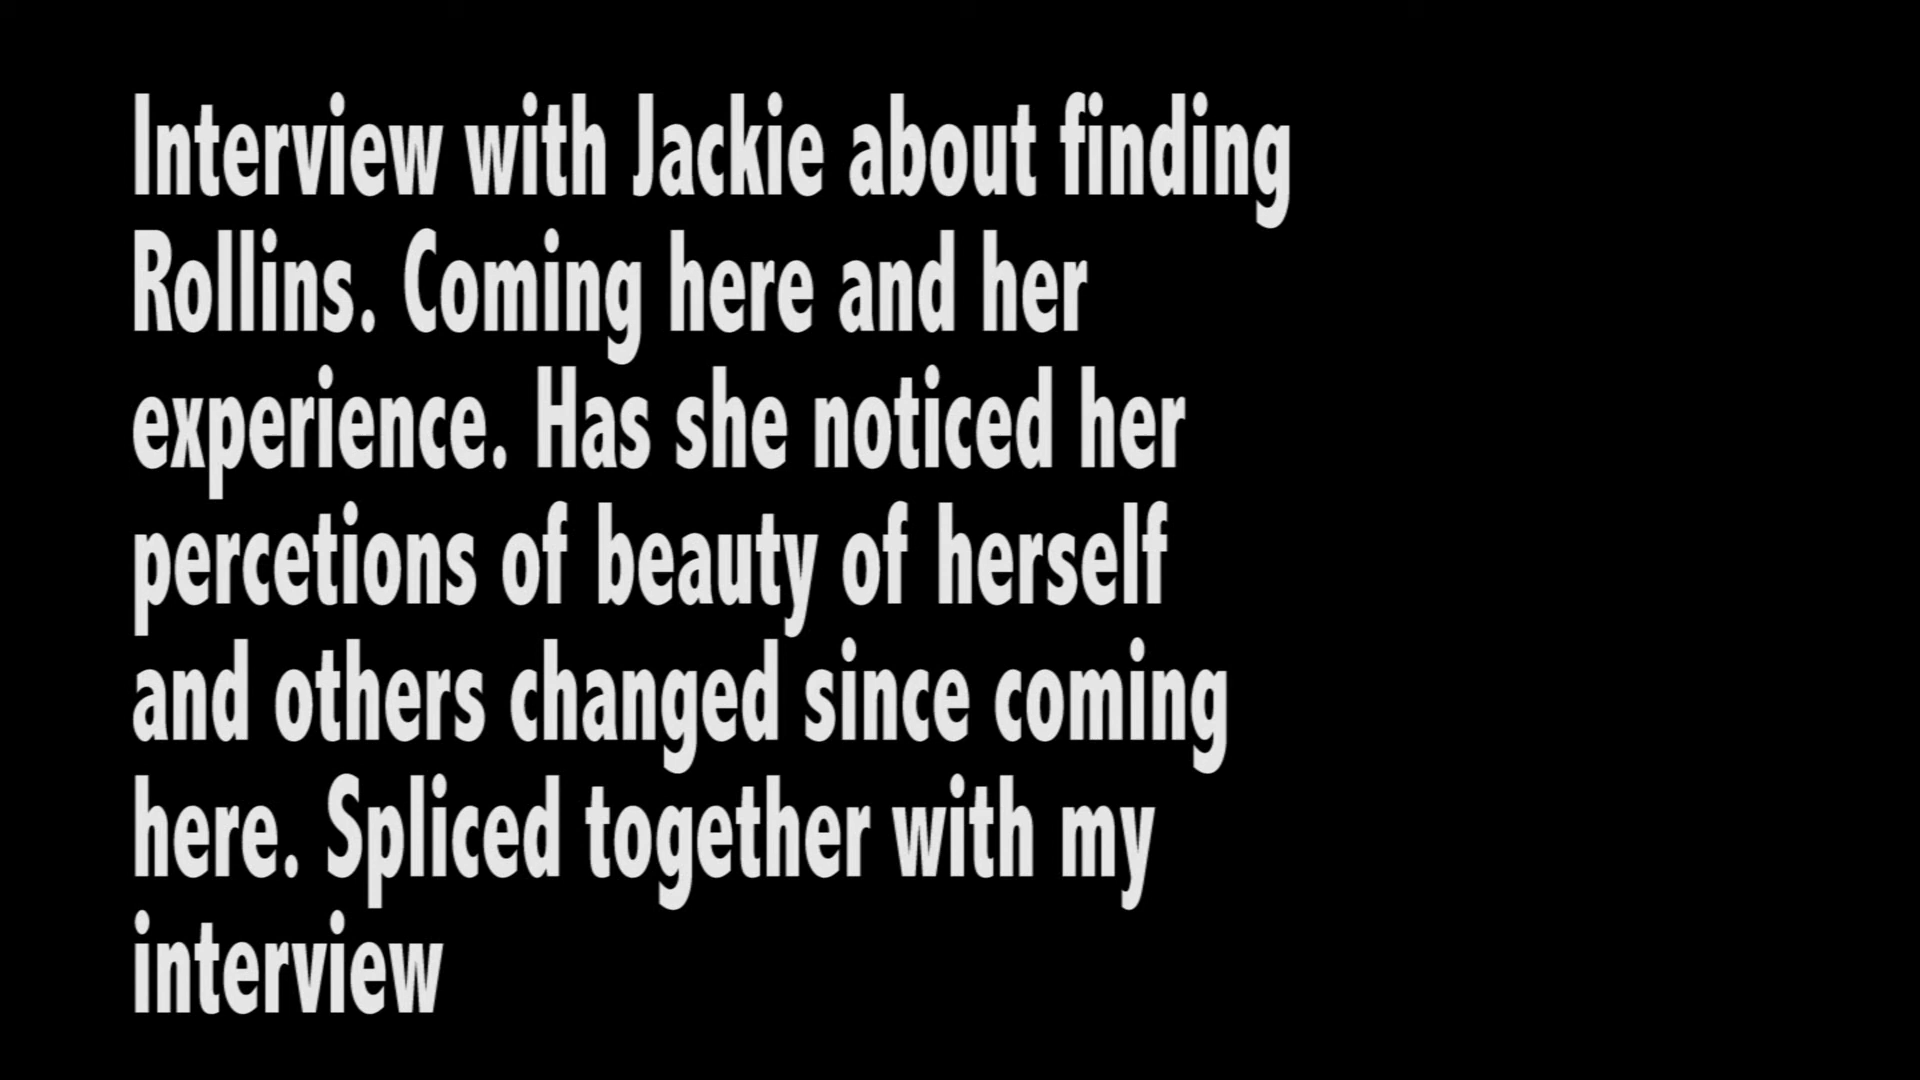 Interview with Jackie about finding
Rollins. Coming here and her
experience. Has she noticed her
percetions of beauty of herself
and others changed since coming
here. Spliced together with my
interview